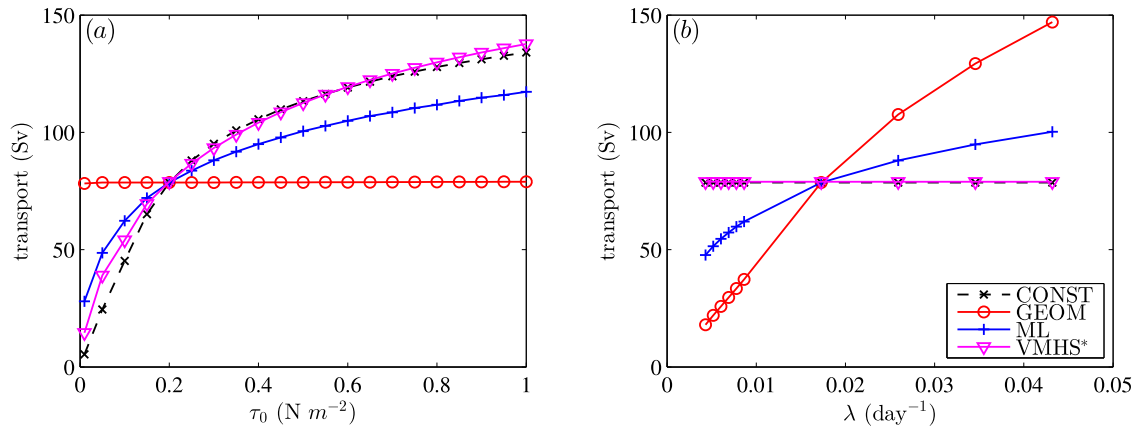 (a)
150
100
50
0
transport (Sv)
0 0.2 0.4 0.6 0.8 1
τ₀ (N m⁻²)
(b)
150
100
50
0
transport (Sv)
0 0.01 0.02 0.03 0.04 0.05
λ (day⁻¹)
CONST
GEOM
ML
VMHS*